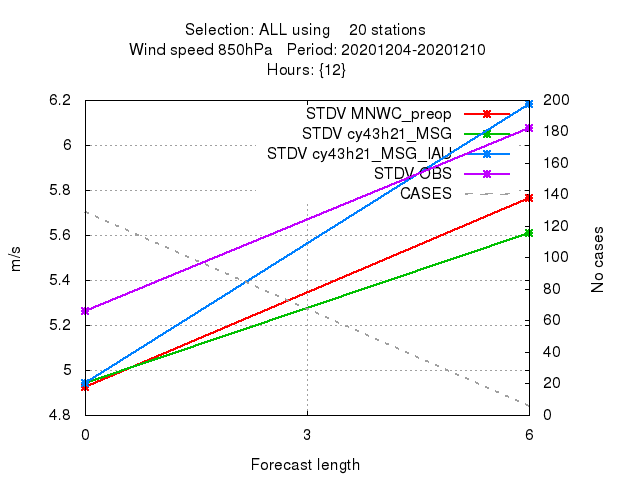 Selection: ALL using    20 stations
Wind speed 850hPa   Period: 20201204-20201210
Hours: {12}
6.2
6
5.8
5.6
5.4
5.2
5
4.8
m/s
STDV MNWC_preop
STDV cy43h21_MSG
STDV cy43h21_MSG_IAU
STDV OBS
CASES
200
180
160
140
120
100
80
60
40
20
0
No cases
0
3
6
Forecast length